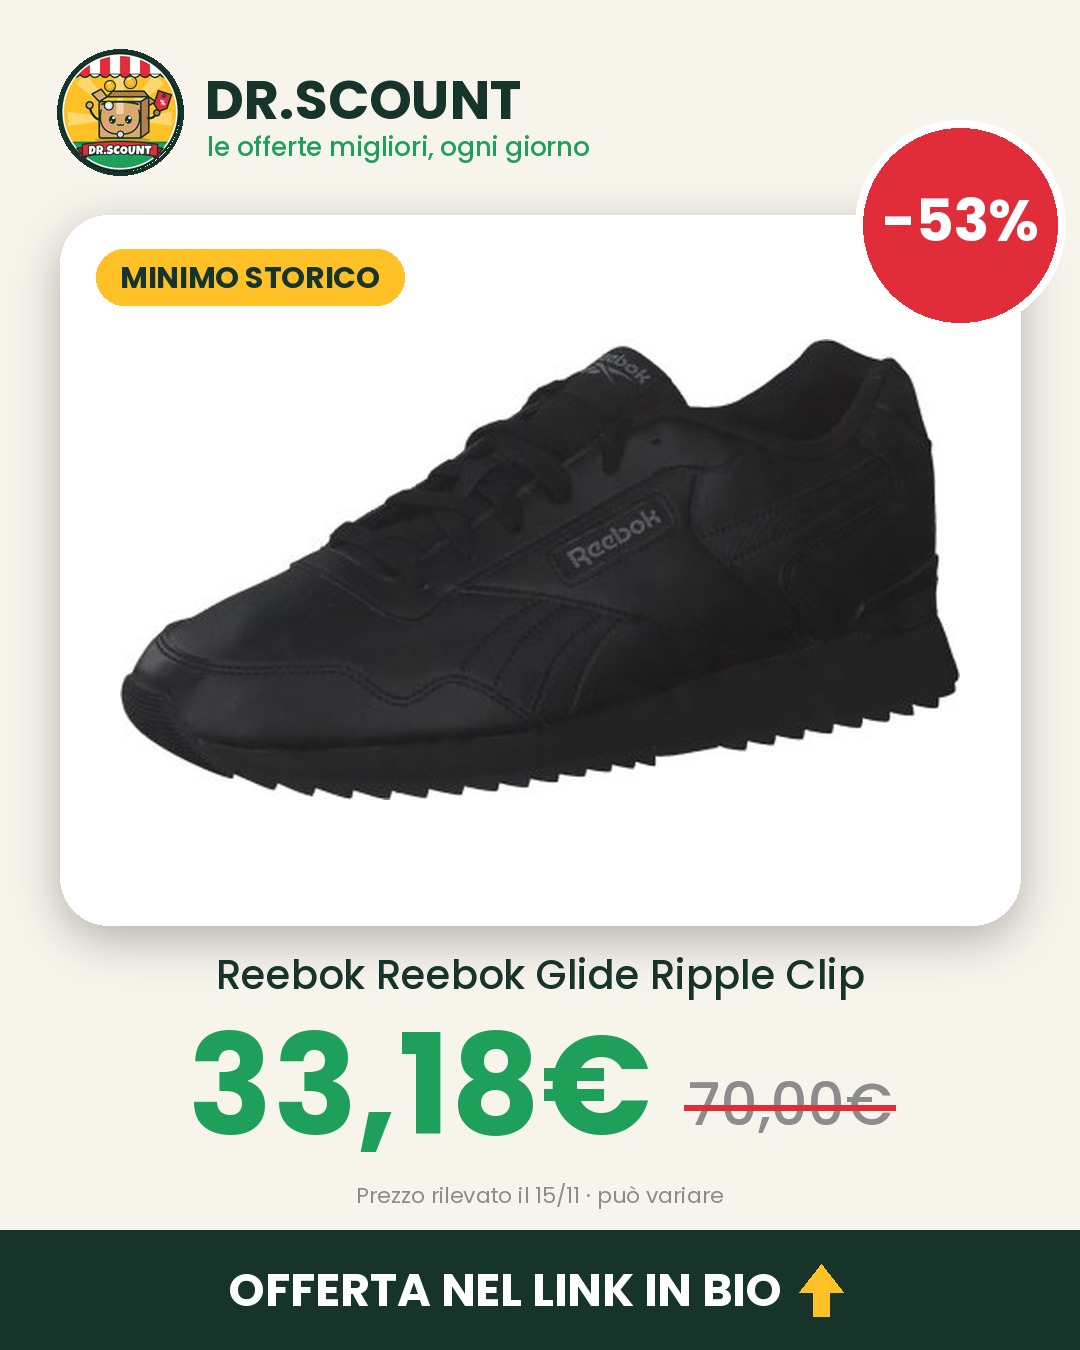 DR.SCOUNT
DR.SCOUNT
le offerte migliori, ogni giorno
-53%
MINIMO STORICO
Reebok
Reebok
Reebok Reebok Glide Ripple Clip
33,18€ 70,00€
Prezzo rilevato il 15/11 · può variare
OFFERTA NEL LINK IN BIO